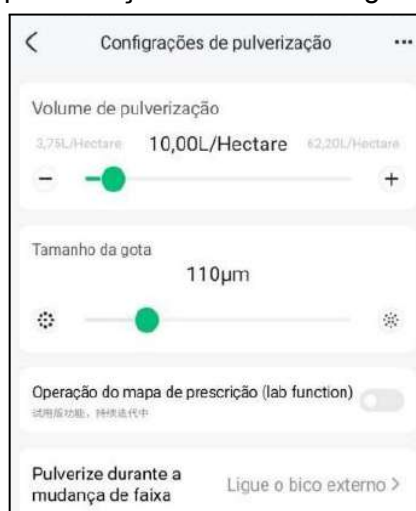 Configrações de pulverização
Volume de pulverização
3,75L/Hectare 10,00L/Hectare 62,20L/Hectare
Tamanho da gota
110μm
Operação do mapa de prescrição (lab function)
试用版功能，持续迭代中
Pulverize durante a
mudança de faixa
Ligue o bico externo >